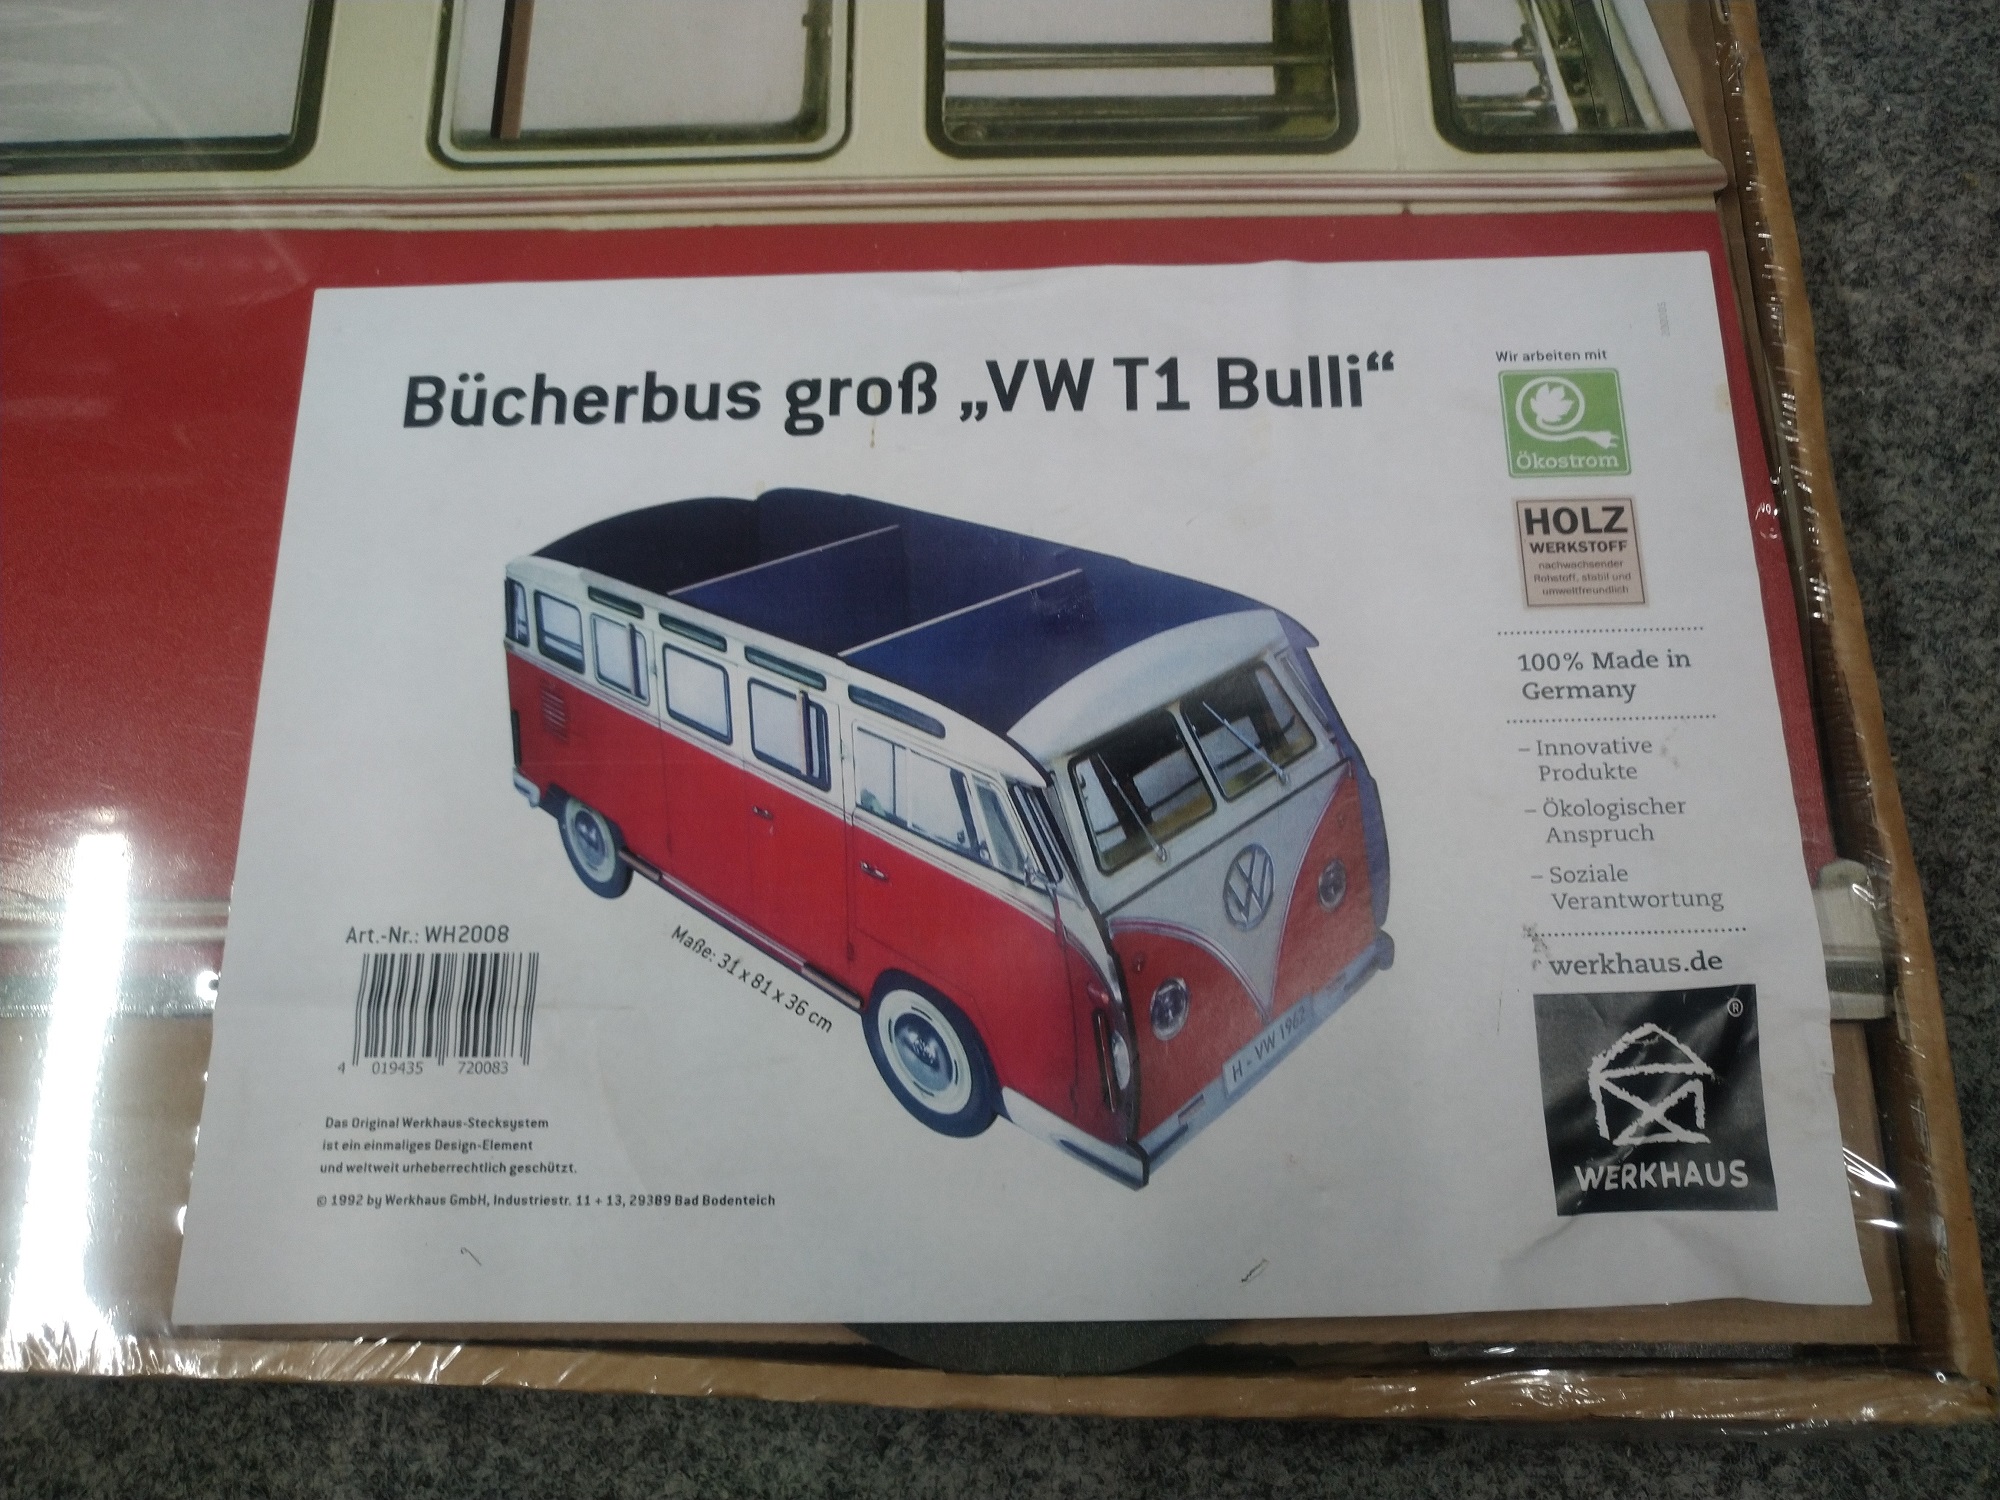 Bücherbus groß „VW T1 Bulli“
Wir arbeiten mit
Ökostrom
HOLZ
WERKSTOFF
nachwachsender
Rohstoff, stabil und
umweltfreundlich
100% Made in
Germany
– Innovative
Produkte
– Ökologischer
Anspruch
– Soziale
Verantwortung
werkhaus.de
®
WERKHAUS
H - VW 1962
Maße: 31 x 81 x 36 cm
Art.-Nr.: WH2008
4 019435 720083
Das Original Werkhaus-Stecksystem
ist ein einmaliges Design-Element
und weltweit urheberrechtlich geschützt.
© 1992 by Werkhaus GmbH, Industriestr. 11 + 13, 29389 Bad Bodenteich